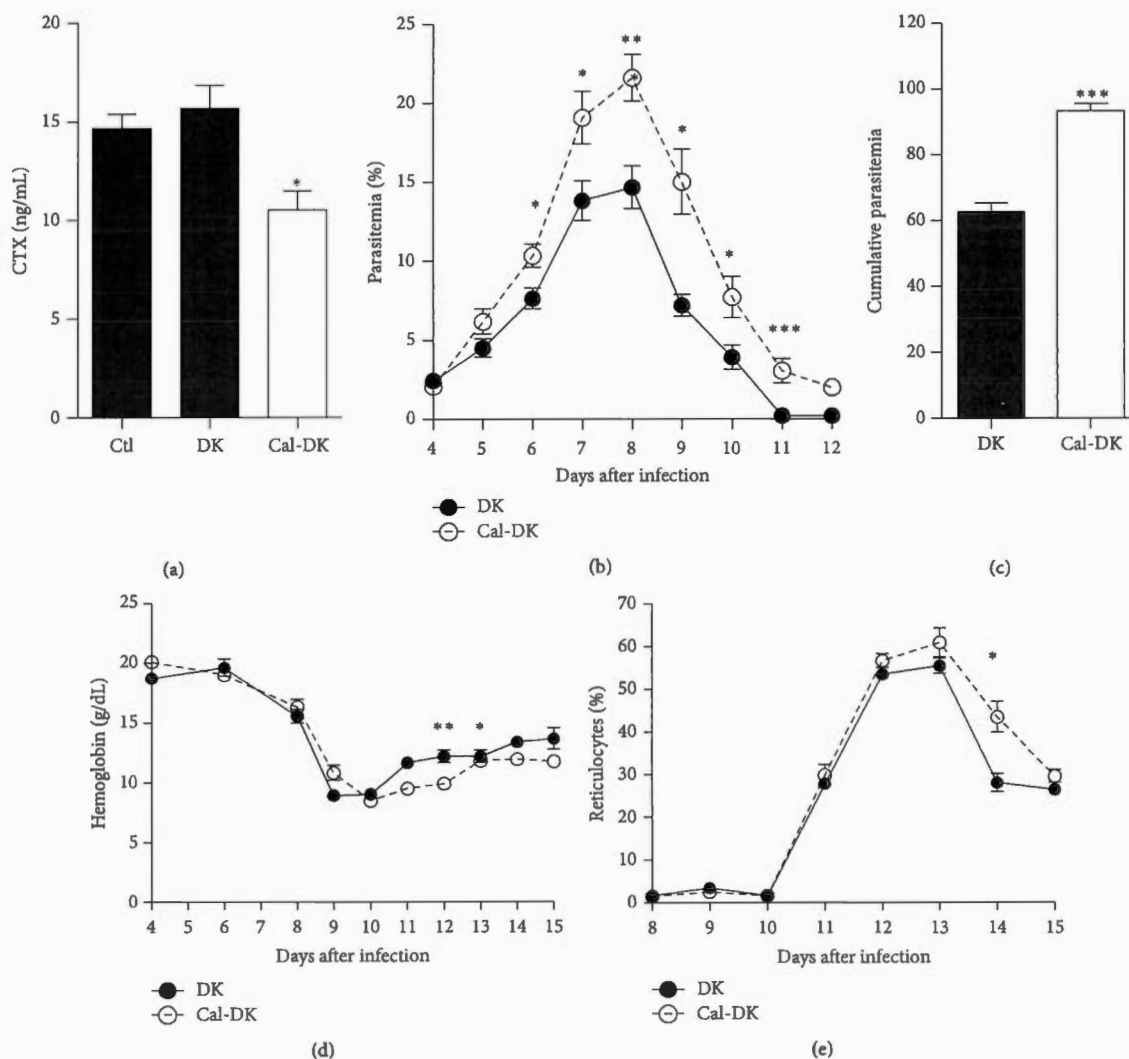 20
15
10
5
0
CTX (ng/mL)
*
Ctl
DK
Cal-DK
(a)
25
20
15
10
5
0
Parasitemia (%)
*
*
**
*
*
*
***
4 5 6 7 8 9 10 11 12
Days after infection
DK
Cal-DK
(b)
120
100
80
60
40
20
0
Cumulative parasitemia
***
DK
Cal-DK
(c)
25
20
15
10
5
0
Hemoglobin (g/dL)
** *
4 5 6 7 8 9 10 11 12 13 14 15
Days after infection
DK
Cal-DK
(d)
70
60
50
40
30
20
10
0
Reticulocytes (%)
*
8 9 10 11 12 13 14 15
Days after infection
DK
Cal-DK
(e)